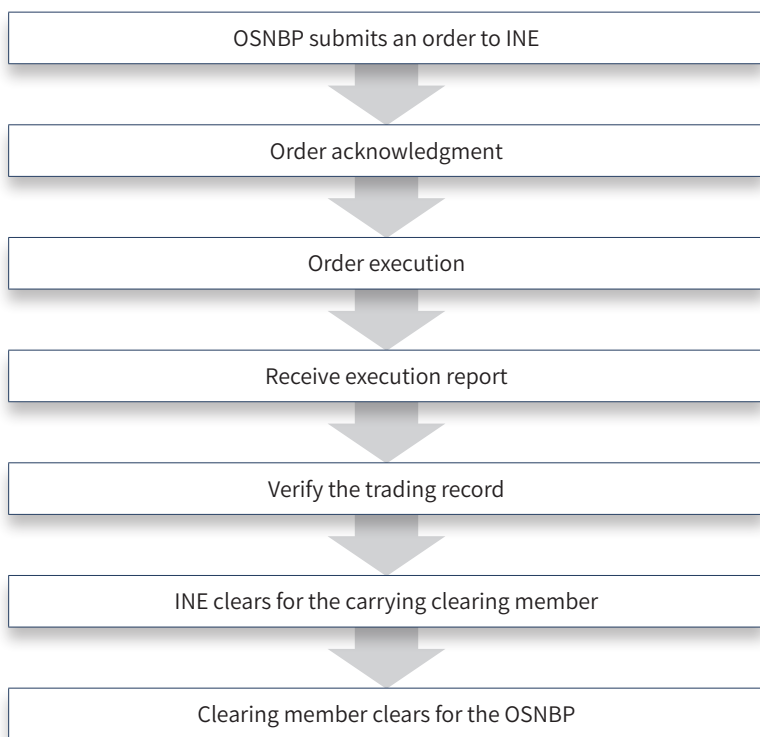 OSNBP submits an order to INE
Order acknowledgment
Order execution
Receive execution report
Verify the trading record
INE clears for the carrying clearing member
Clearing member clears for the OSNBP